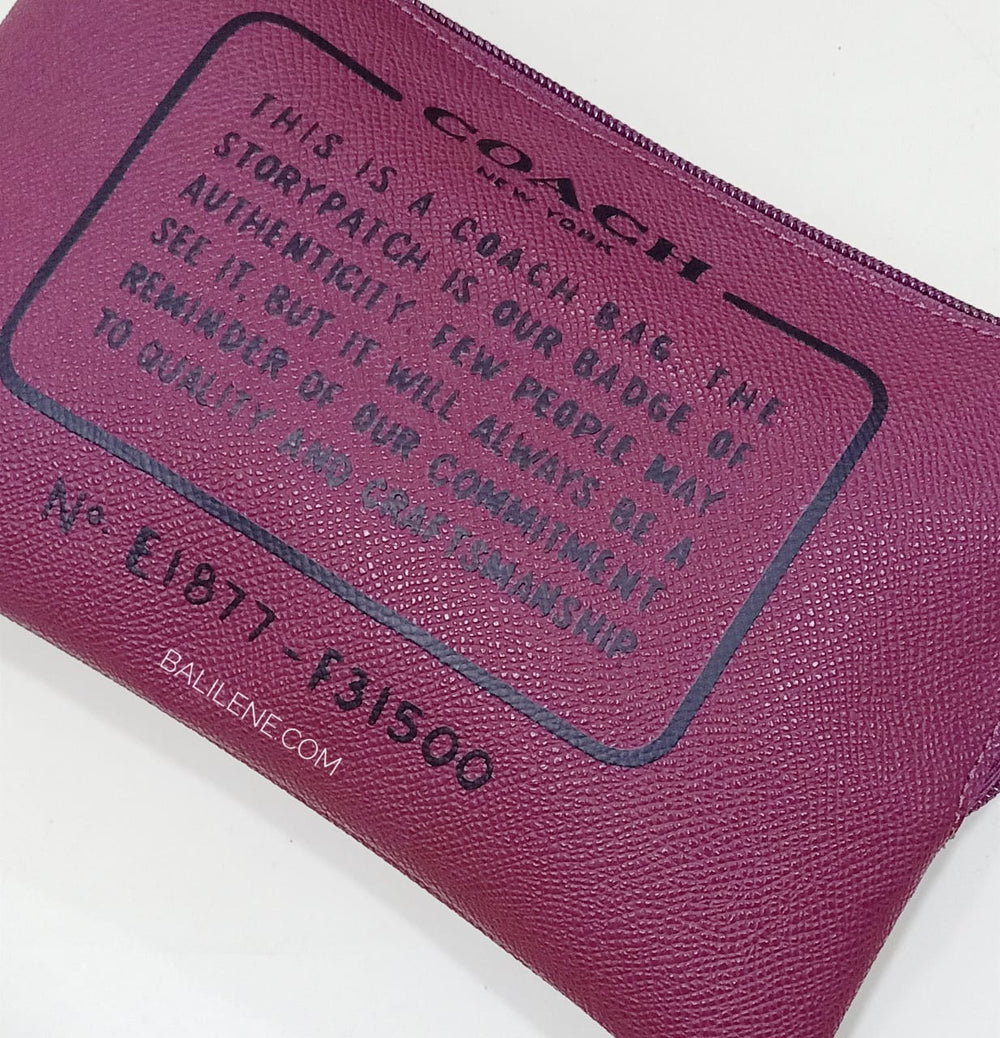 COACH
NEW YORK
THIS IS A COACH BAG. THE
STORYPATCH IS OUR BADGE OF
AUTHENTICITY. FEW PEOPLE MAY
SEE IT, BUT IT WILL ALWAYS BE A
REMINDER OF OUR COMMITMENT
TO QUALITY AND CRAFTSMANSHIP.
Nº. E1877-F31500
BALILENE.COM